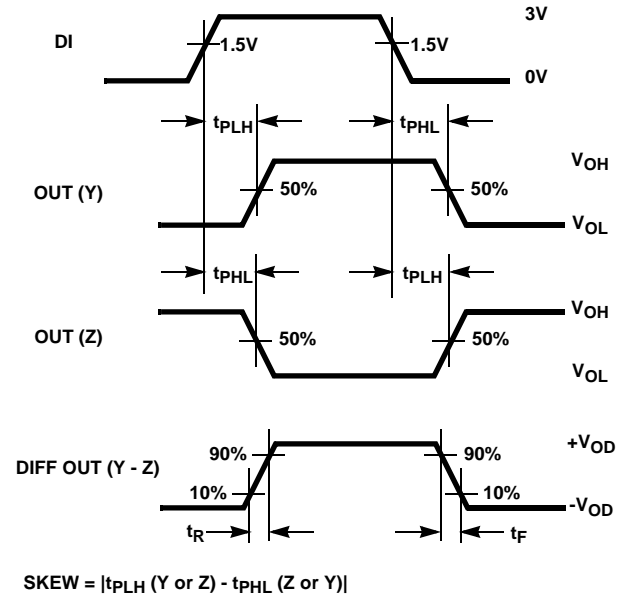 3V
DI
1.5V
1.5V
0V
tPLH
tPHL
VOH
OUT (Y)
50%
50%
VOL
tPHL
tPLH
VOH
OUT (Z)
50%
50%
VOL
DIFF OUT (Y - Z)
90%
90%
+VOD
10%
10%
-VOD
tR
tF
SKEW = |tPLH (Y or Z) - tPHL (Z or Y)|